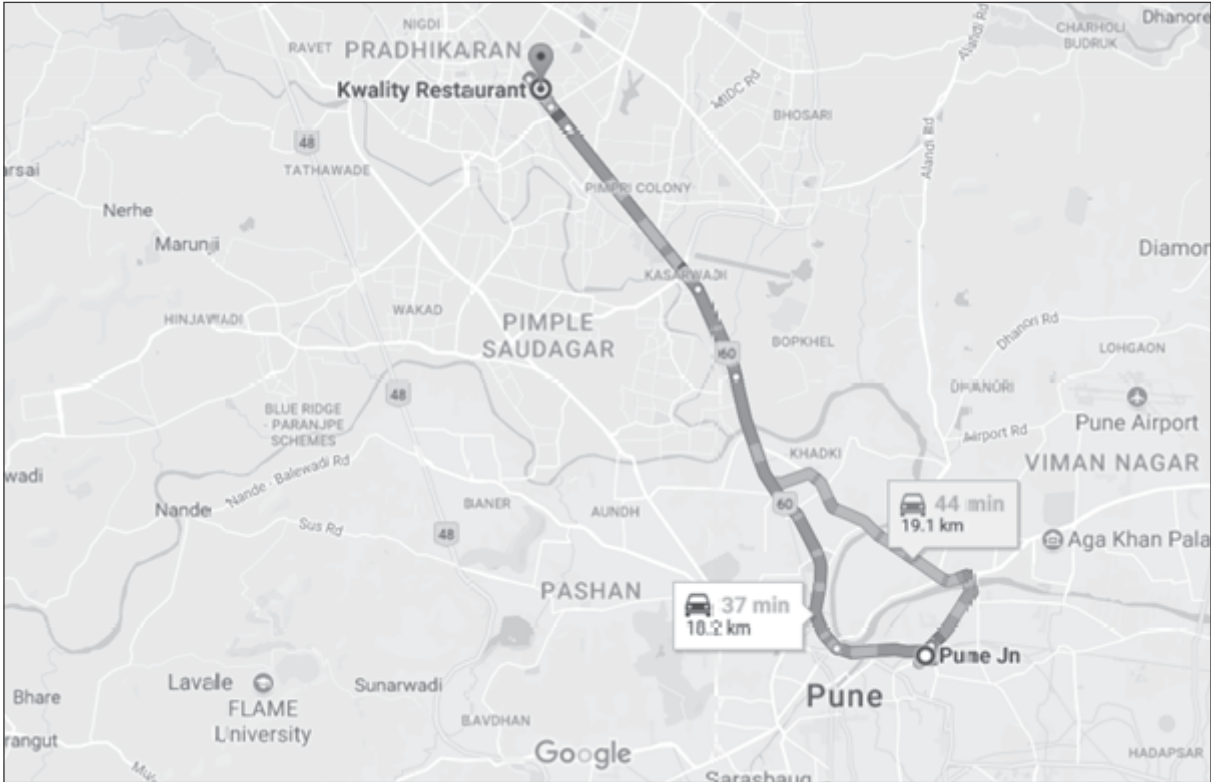 Dhanore
NIGDI
CHARHOLI
BUDRUK
Alandi Rd
RAVET
PRADHIKARAN
Kwality Restaurant
MIDC Rd
BHOSARI
48
Alandi Rd
TATHAWADE
arsai
PIMPRI COLONY
Nerhe
Marunji
Diamor
KASARWADI
WAKAD
HINJAWADI
PIMPLE
SAUDAGAR
Dhanori Rd
BOPKHEL
60
LOHGAON
DHANORI
48
BLUE RIDGE
- PARANJPE
SCHEMES
Pune Airport
Airport Rd
KHADKI
VIMAN NAGAR
wadi
Nande - Balewadi Rd
BANER
60
44 min
19.1 km
Nande
AUNDH
Sus Rd
48
Aga Khan Pala
PASHAN
37 min
km
Pune Jn
Lavale
Sunarwadi
Pune
Bhare
FLAME
University
BAVDHAN
rangut
Google
HADAPSAR
Sarasbaug